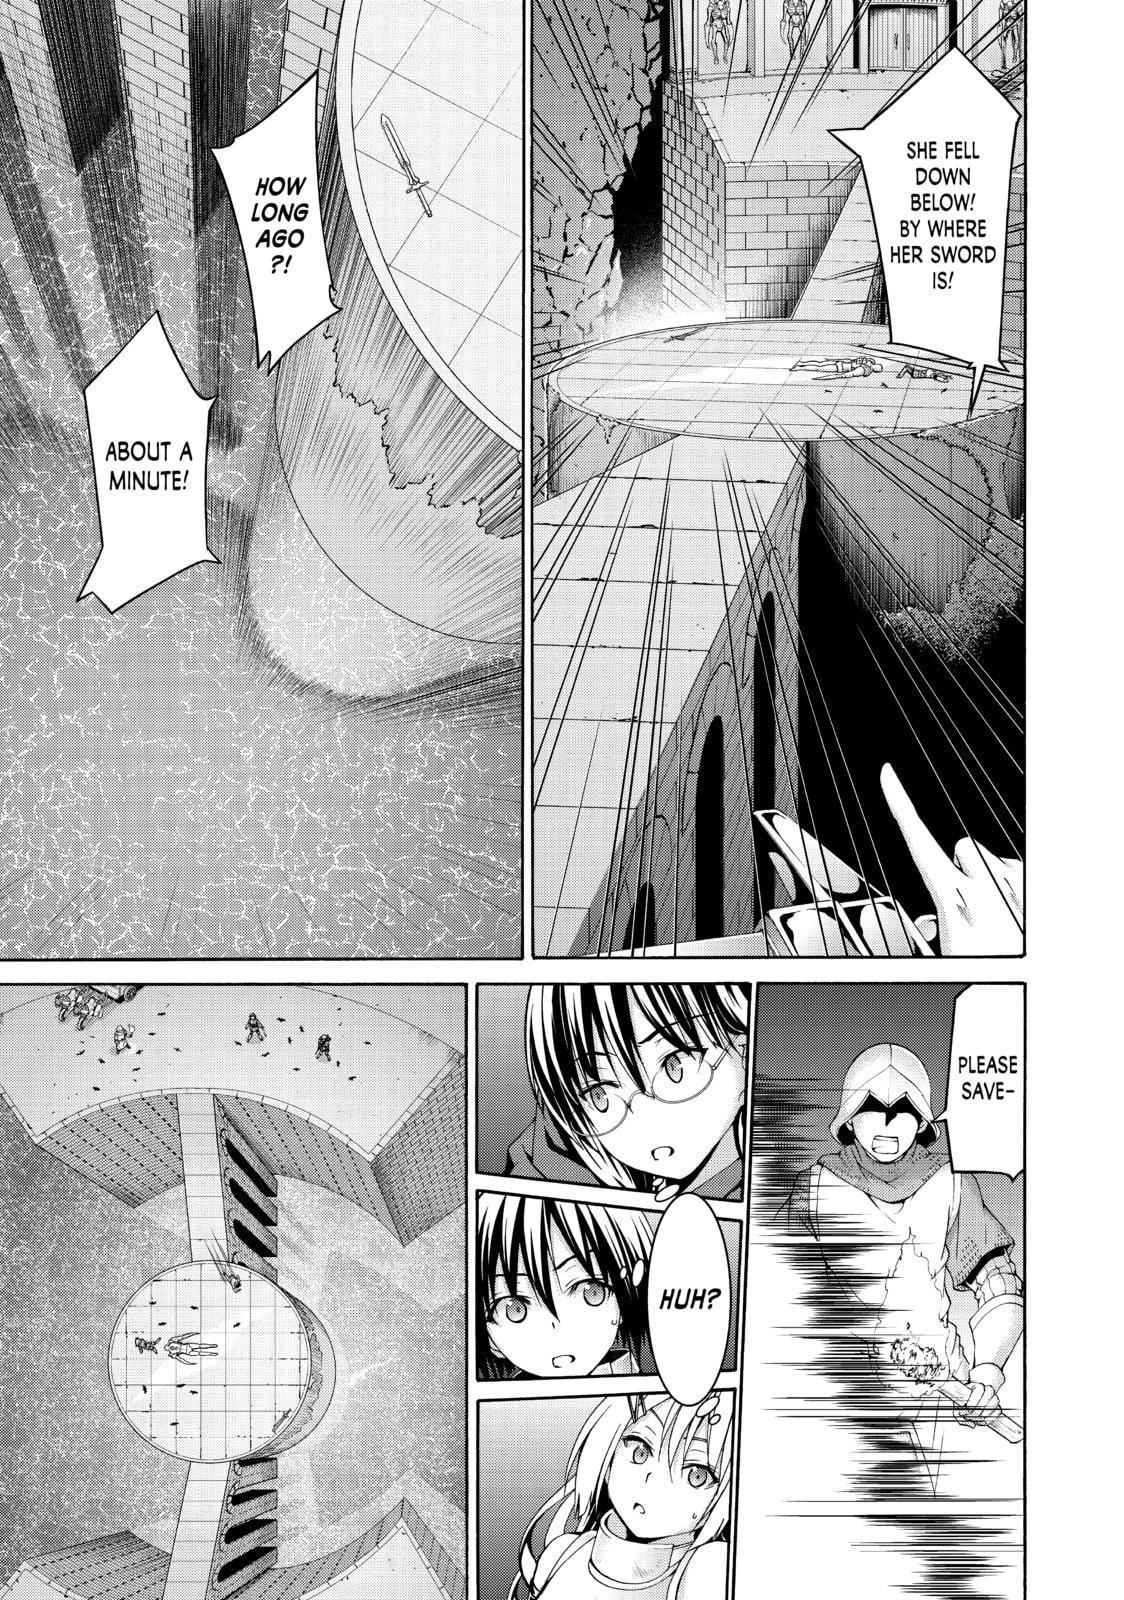 SHE FELL
DOWN
BELOW!
BY WHERE
HER SWORD
IS!
HOW
LONG
AGO
?!
ABOUT A
MINUTE!
PLEASE
SAVE-
HUH?